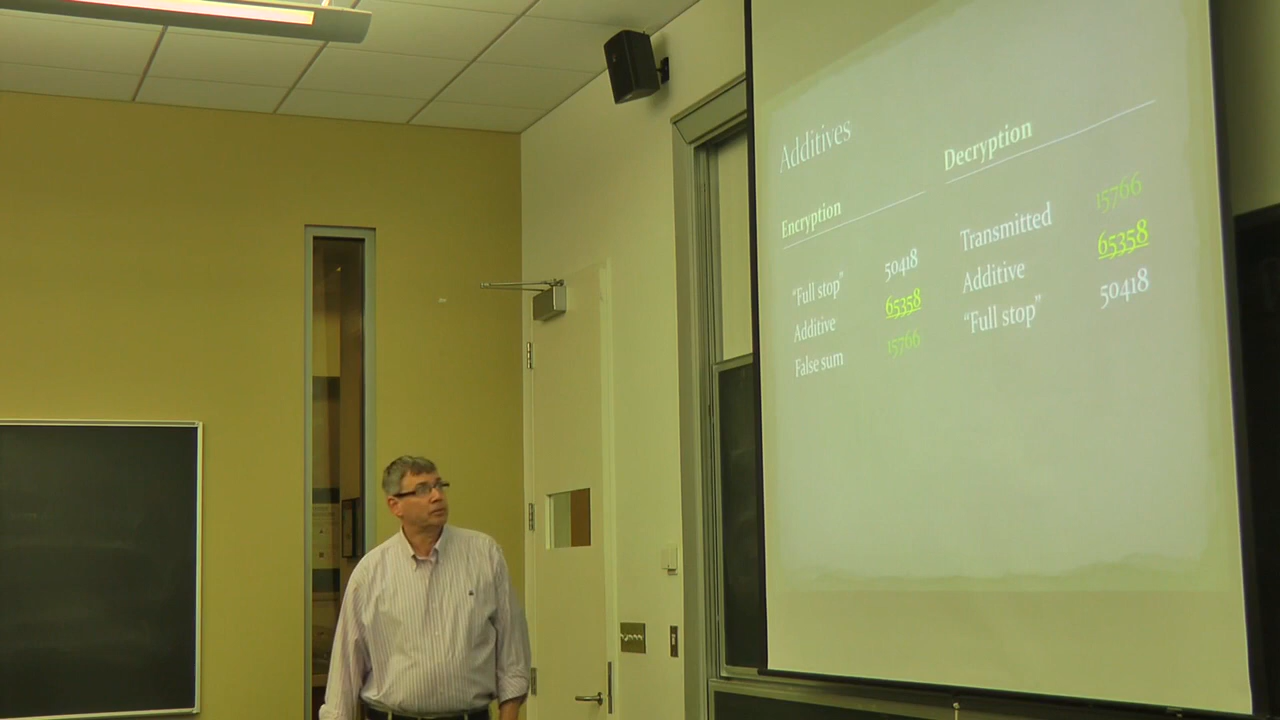 Additives
Encryption
"Full stop" 50418
Additive 65358
False sum 15766
Decryption
Transmitted 15766
Additive 65358
"Full stop" 50418